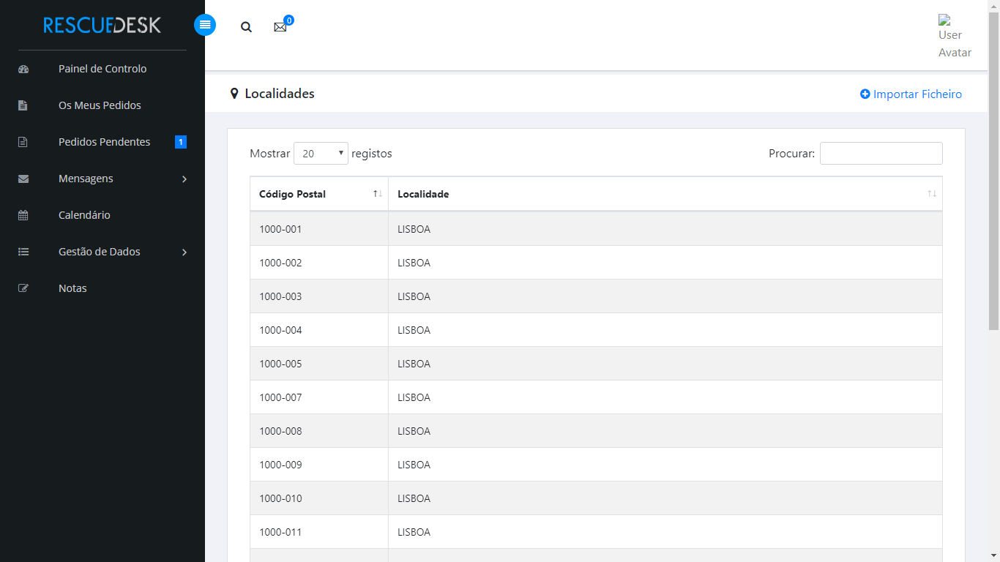 RESCUEDESK
0
User
Avatar
Painel de Controlo
Os Meus Pedidos
Pedidos Pendentes 1
Mensagens
Calendário
Gestão de Dados
Notas
Localidades
Importar Ficheiro
Mostrar 20 registos
Procurar:
Código Postal Localidade
1000-001 LISBOA
1000-002 LISBOA
1000-003 LISBOA
1000-004 LISBOA
1000-005 LISBOA
1000-007 LISBOA
1000-008 LISBOA
1000-009 LISBOA
1000-010 LISBOA
1000-011 LISBOA